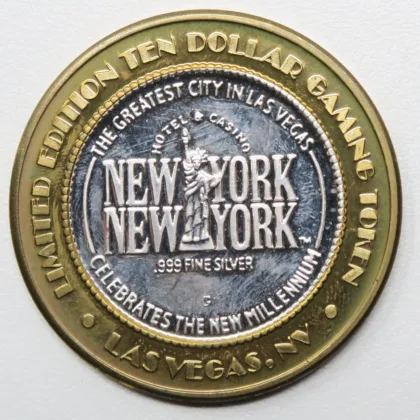 LIMITED EDITION TEN DOLLAR GAMING TOKEN
THE GREATEST CITY IN LAS VEGAS
HOTEL & CASINO
NEW YORK
NEW YORK™
.999 FINE SILVER
G
CELEBRATES THE NEW MILLENNIUM
• LAS VEGAS, NV •